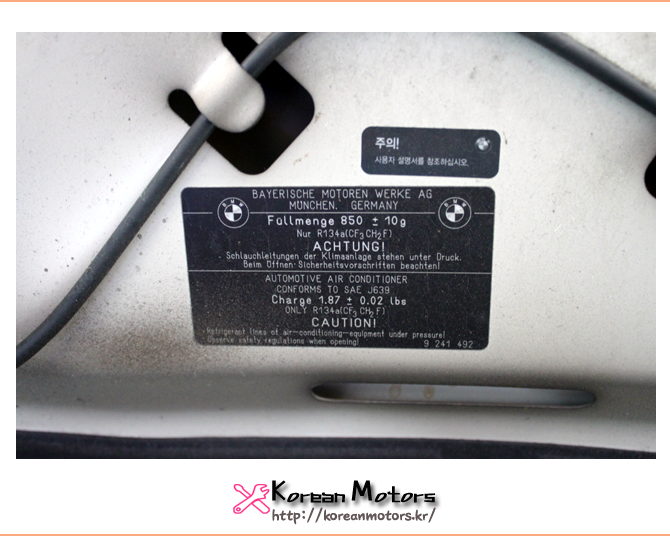 주의!
사용자 설명서를 참조하십시오.
BAYERISCHE MOTOREN WERKE AG
MÜNCHEN, GERMANY
BMW
BMW
Füllmenge 850 ± 10g
Nur R134a(CF3CH2F)
ACHTUNG!
Schlauchleitungen der Klimaanlage stehen unter Druck.
Beim Öffnen Sicherheitsvorschriften beachten!
AUTOMOTIVE AIR CONDITIONER
CONFORMS TO SAE J639
Charge 1.87 ± 0.02 lbs
ONLY R134a(CF3CH2F)
CAUTION!
Refrigerant lines of air-conditioning-equipment under pressure!
Observe safety regulations when opening!
9 241 492
Korean Motors
http://koreanmotors.kr/